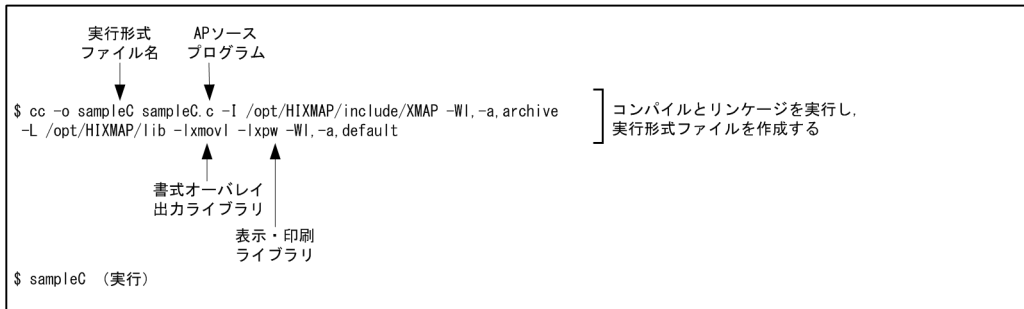 実行形式
ファイル名
APソース
プログラム
$ cc -o sampleC sampleC.c -I /opt/HIXMAP/include/XMAP -Wl,-a,archive
-L /opt/HIXMAP/lib -lxmovl -lxpw -Wl,-a,default
コンパイルとリンケージを実行し,
実行形式ファイルを作成する
書式オーバレイ
出力ライブラリ
表示・印刷
ライブラリ
$ sampleC (実行)